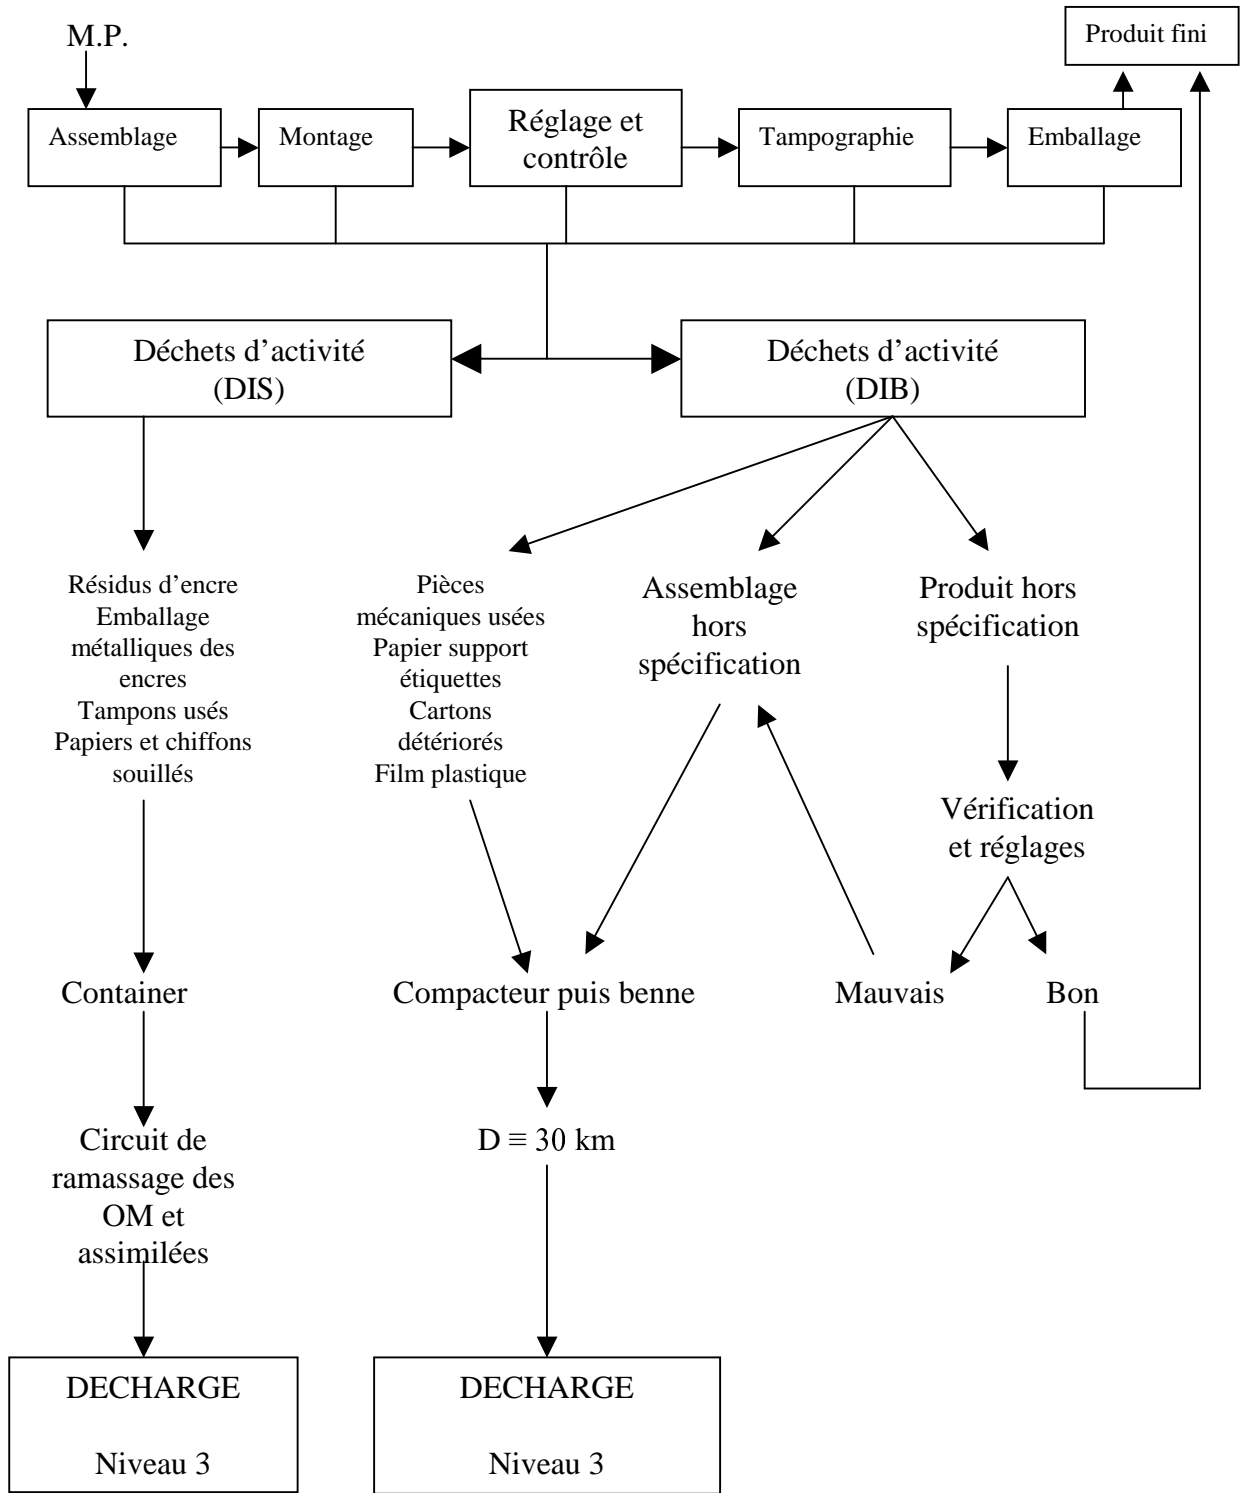 M.P.
Produit fini
Assemblage
Montage
Réglage et
contrôle
Tampographie
Emballage
Déchets d'activité
(DIS)
Déchets d'activité
(DIB)
Résidus d'encre
Emballage
métalliques des
encres
Tampons usés
Papiers et chiffons
souillés
Pièces
mécaniques usées
Papier support
étiquettes
Cartons
détériorés
Film plastique
Assemblage
hors
spécification
Produit hors
spécification
Vérification
et réglages
Container
Compacteur puis benne
Mauvais
Bon
Circuit de
ramassage des
OM et
assimilées
D ≡ 30 km
DECHARGE
Niveau 3
DECHARGE
Niveau 3